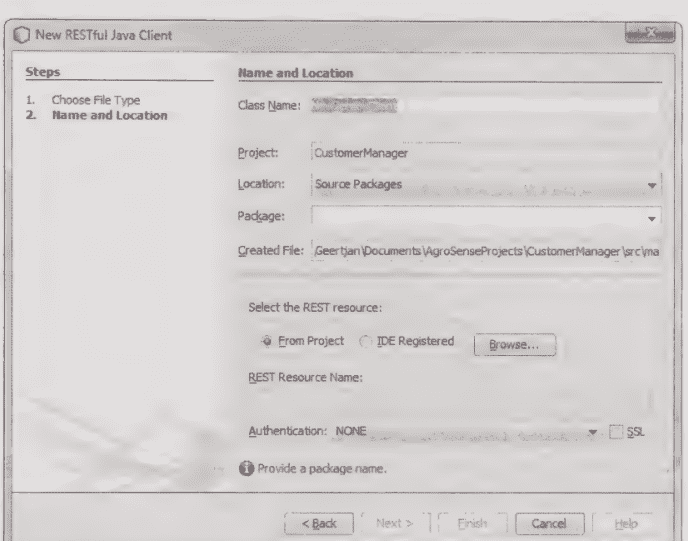 New RESTful Java Client
Steps
1. Choose File Type
2. Name and Location
Name and Location
Class Name:
Project: CustomerManager
Location: Source Packages
Package:
Created File: Geertjan\Documents\AgroSenseProjects\CustomerManager\src\ma
Select the REST resource:
From Project IDE Registered Browse...
REST Resource Name:
Authentication: NONE SSL
Provide a package name.
< Back Next > Finish Cancel Help